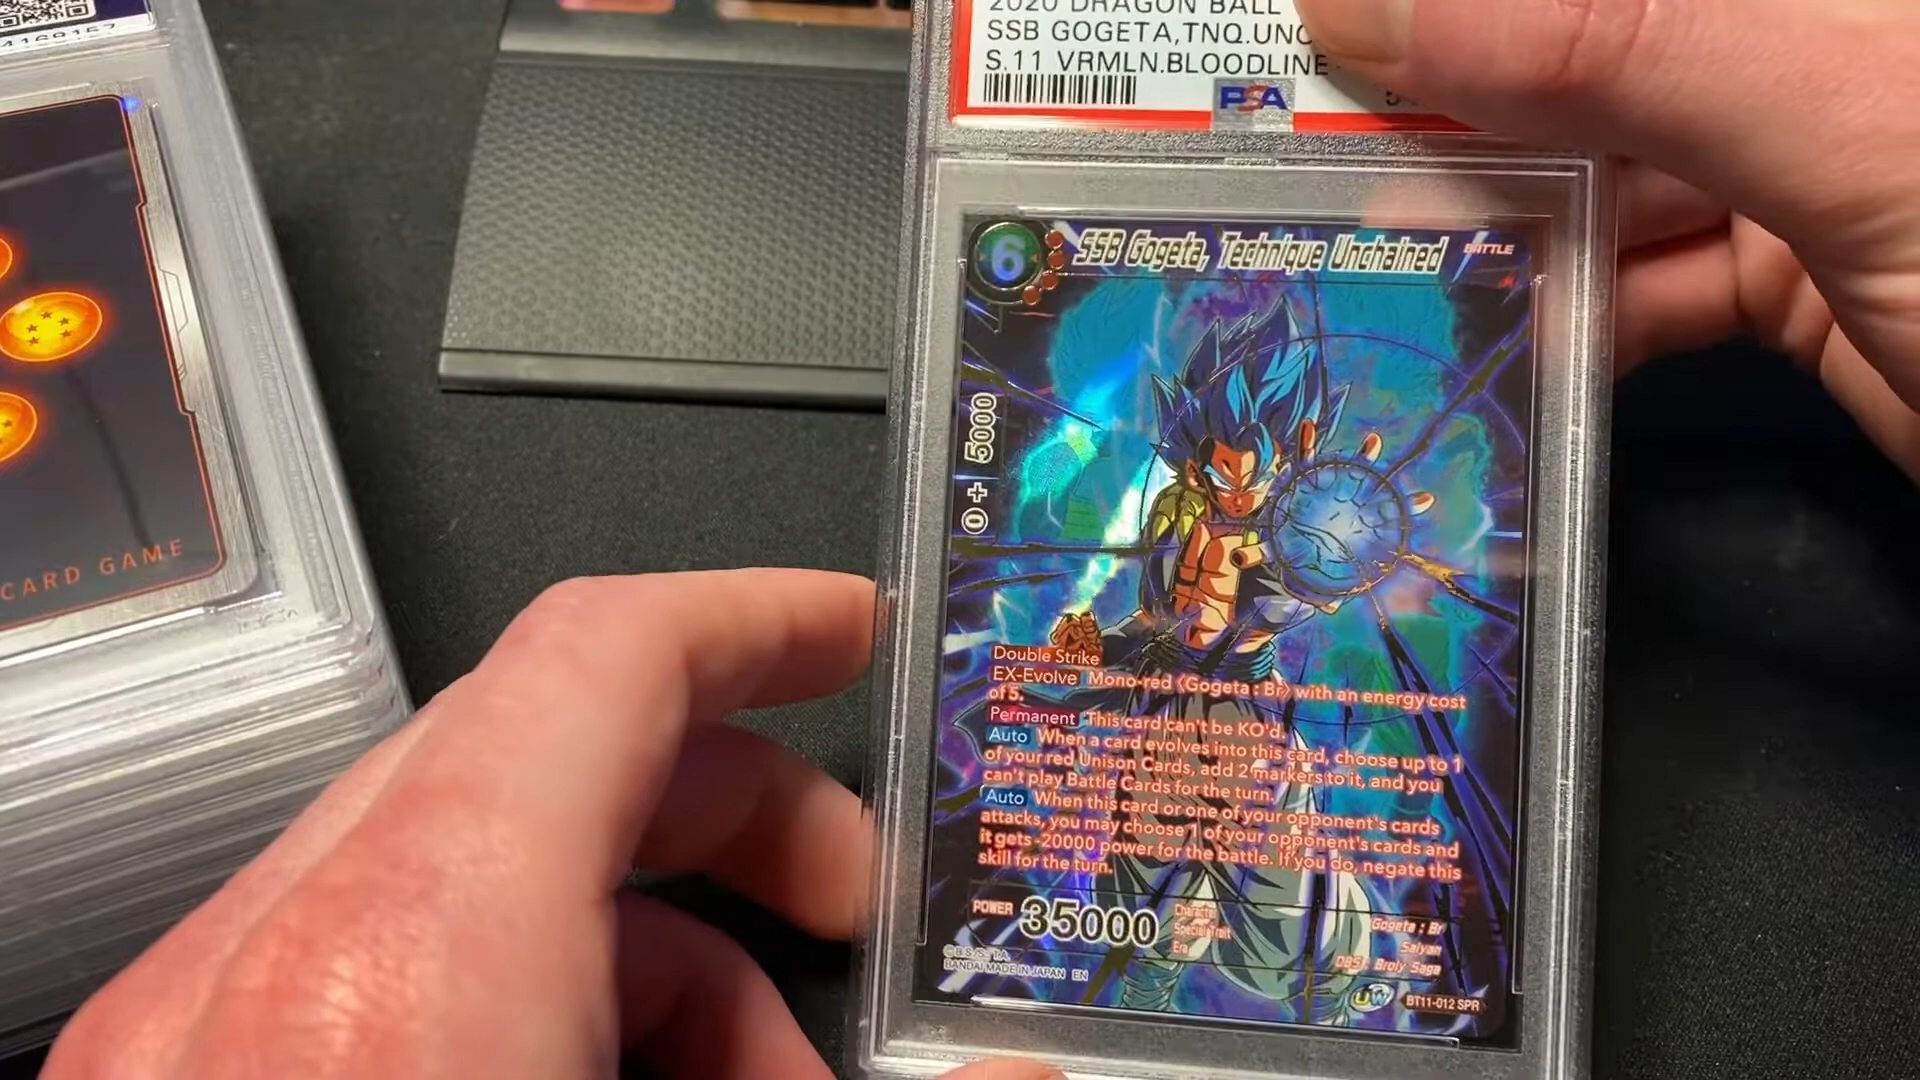 4168157
CARD GAME
2020 DRAGON BALL
SSB GOGETA,TNQ.UNC
S.11 VRMLN.BLOODLINE
PSA
6
SSB Gogeta, Technique Unchained
BATTLE
0 + 5000
Double Strike
EX-Evolve Mono-red 〈Gogeta : Br〉 with an energy cost
of 5.
Permanent This card can't be KO'd.
Auto When a card evolves into this card, choose up to 1
of your red Unison Cards, add 2 markers to it, and you
can't play Battle Cards for the turn.
Auto When this card or one of your opponent's cards
attacks, you may choose 1 of your opponent's cards and
it gets -20000 power for the battle. If you do, negate this
skill for the turn.
POWER 35000
Character Gogeta : Br
Special Trait Saiyan
Era DBS : Broly Saga
©B.S./S., T.A.
BANDAI MADE IN JAPAN EN
UW
BT11-012 SPR